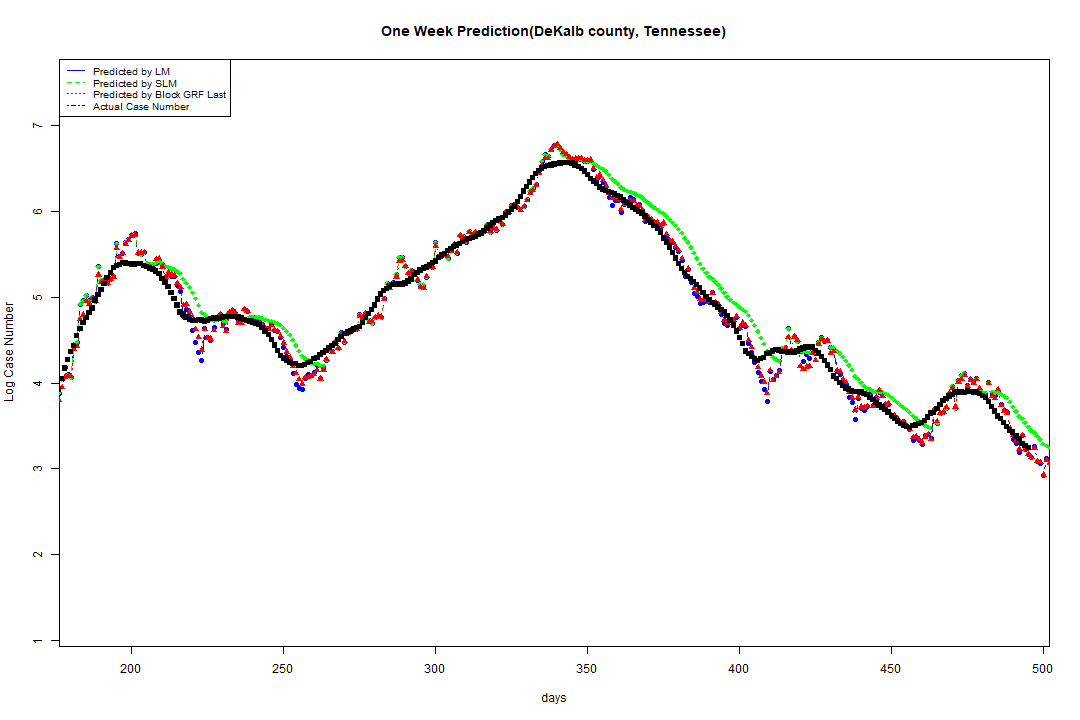 One Week Prediction(DeKalb county, Tennessee)
Predicted by LM
Predicted by SLM
Predicted by Block GRF Last
Actual Case Number
7
6
5
4
3
2
1
Log Case Number
200 250 300 350 400 450 500
days